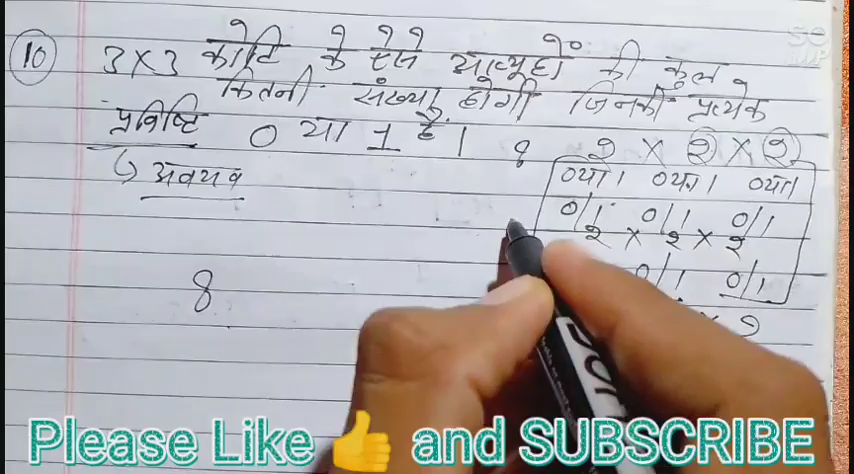 10 3×3 कोटि के ऐसे आव्यूहों की कुल
कितनी संख्या होगी जिनकी प्रत्येक
प्रविष्टि 0 या 1 है।
8 2 × 2 × 2
↳ अवयव
0या1 0या1 0या1
0/1 0/1 0/1
2 × 2 × 2
0/1 0/1
8
× 2
Please Like 👍 and SUBSCRIBE